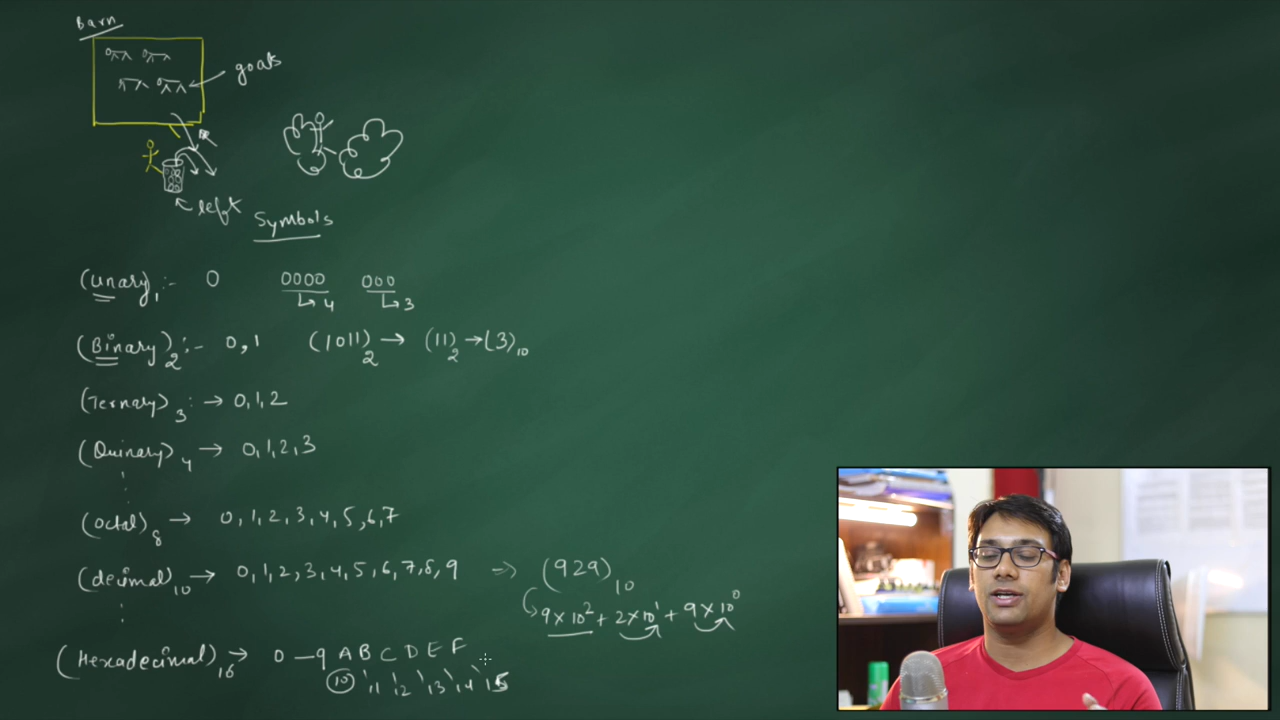 Barn
goats
left
Symbols
(Unary)₁ :- 0 0000 ↳ 4 000 ↳ 3
(Binary)₂ :- 0,1 (1011)₂ → (11)₂ → (3)₁₀
(Ternary)₃ : → 0,1,2
(Quinary)₄ → 0,1,2,3
(Octal)₈ → 0,1,2,3,4,5,6,7
(decimal)₁₀ → 0,1,2,3,4,5,6,7,8,9 => (929)₁₀
9×10² + 2×10¹ + 9×10⁰
(Hexadecimal)₁₆ → 0 – 9 A B C D E F
10 11 12 13 14 15